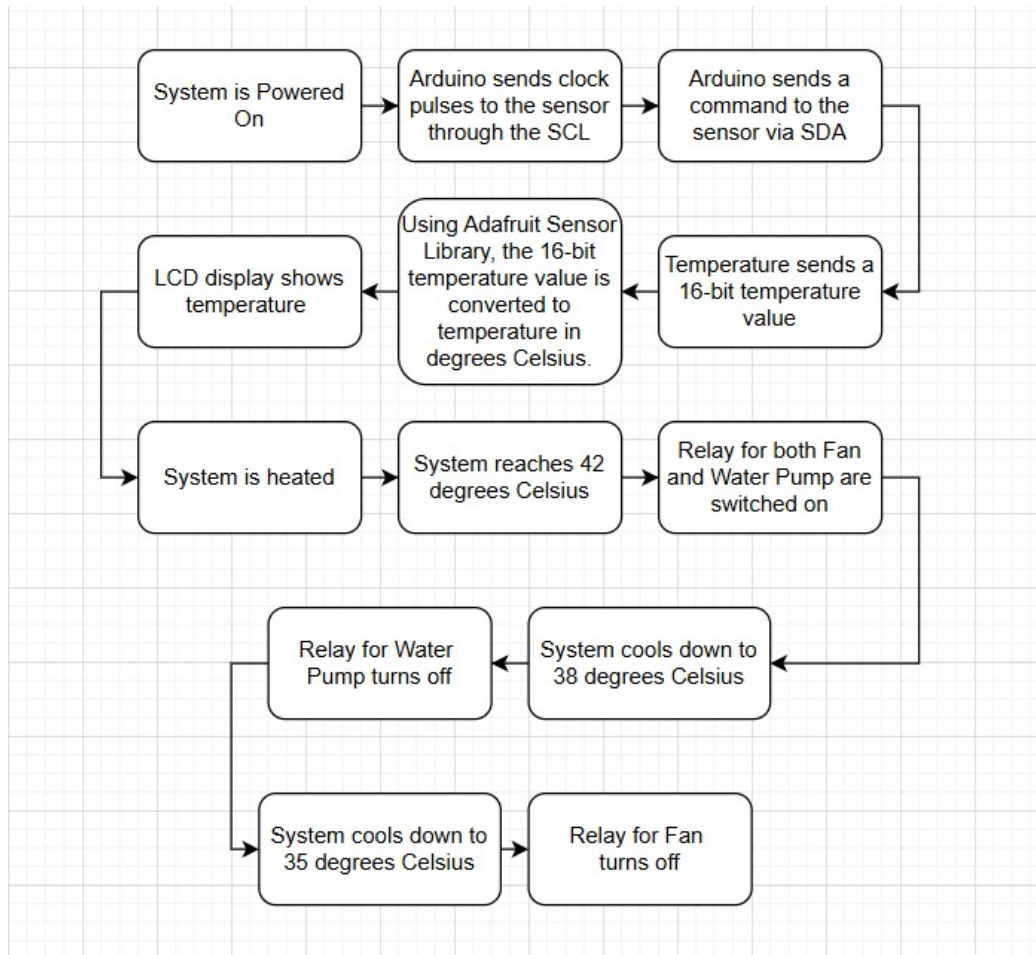 System is Powered
On
Arduino sends clock
pulses to the sensor
through the SCL
Arduino sends a
command to the
sensor via SDA
Temperature sends a
16-bit temperature
value
Using Adafruit Sensor
Library, the 16-bit
temperature value is
converted to
temperature in
degrees Celsius.
LCD display shows
temperature
System is heated
System reaches 42
degrees Celsius
Relay for both Fan
and Water Pump are
switched on
System cools down to
38 degrees Celsius
Relay for Water
Pump turns off
System cools down to
35 degrees Celsius
Relay for Fan
turns off